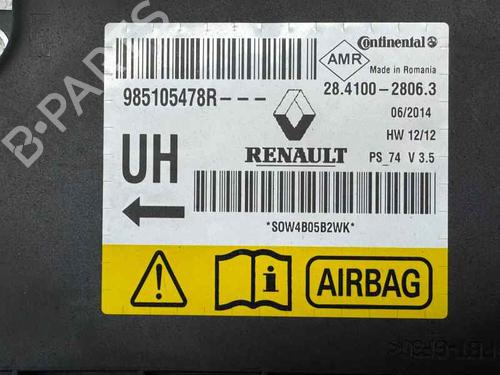 B-PARTS
Continental
AMR
Made in Romania
985105478R---
28.4100-2806.3
06/2014
HW 12/12
UH
RENAULT
PS_74 V 3.5
*SOW4B05B2WK*
AIRBAG